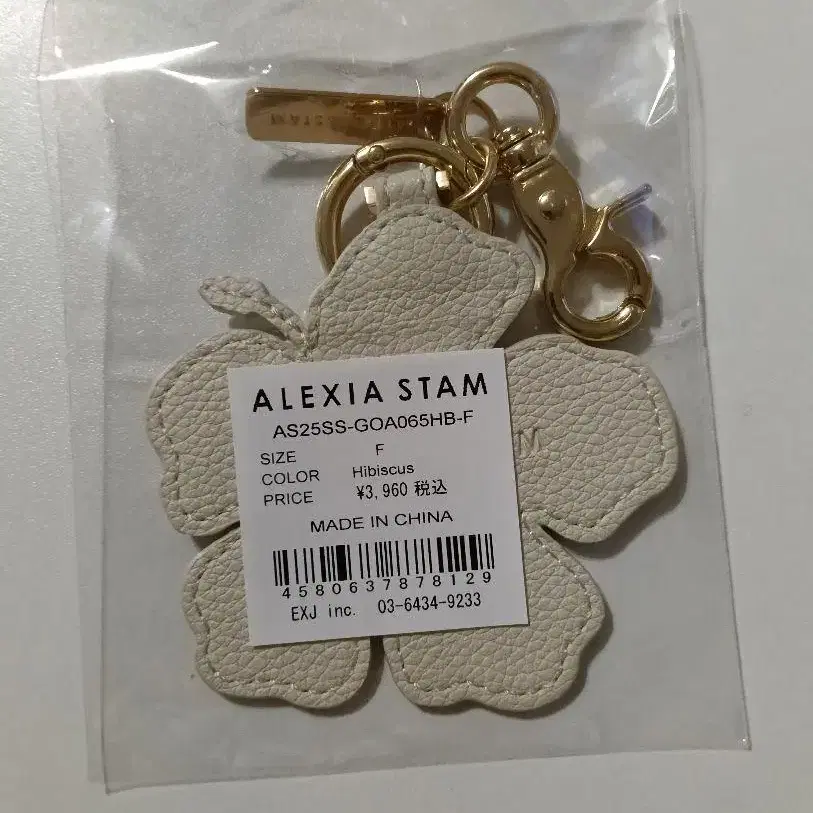 STAM
ALEXIA STAM
AS25SS-GOA065HB-F
SIZE F
COLOR Hibiscus
PRICE ¥3,960 税込
M
MADE IN CHINA
4580637878129
EXJ inc. 03-6434-9233